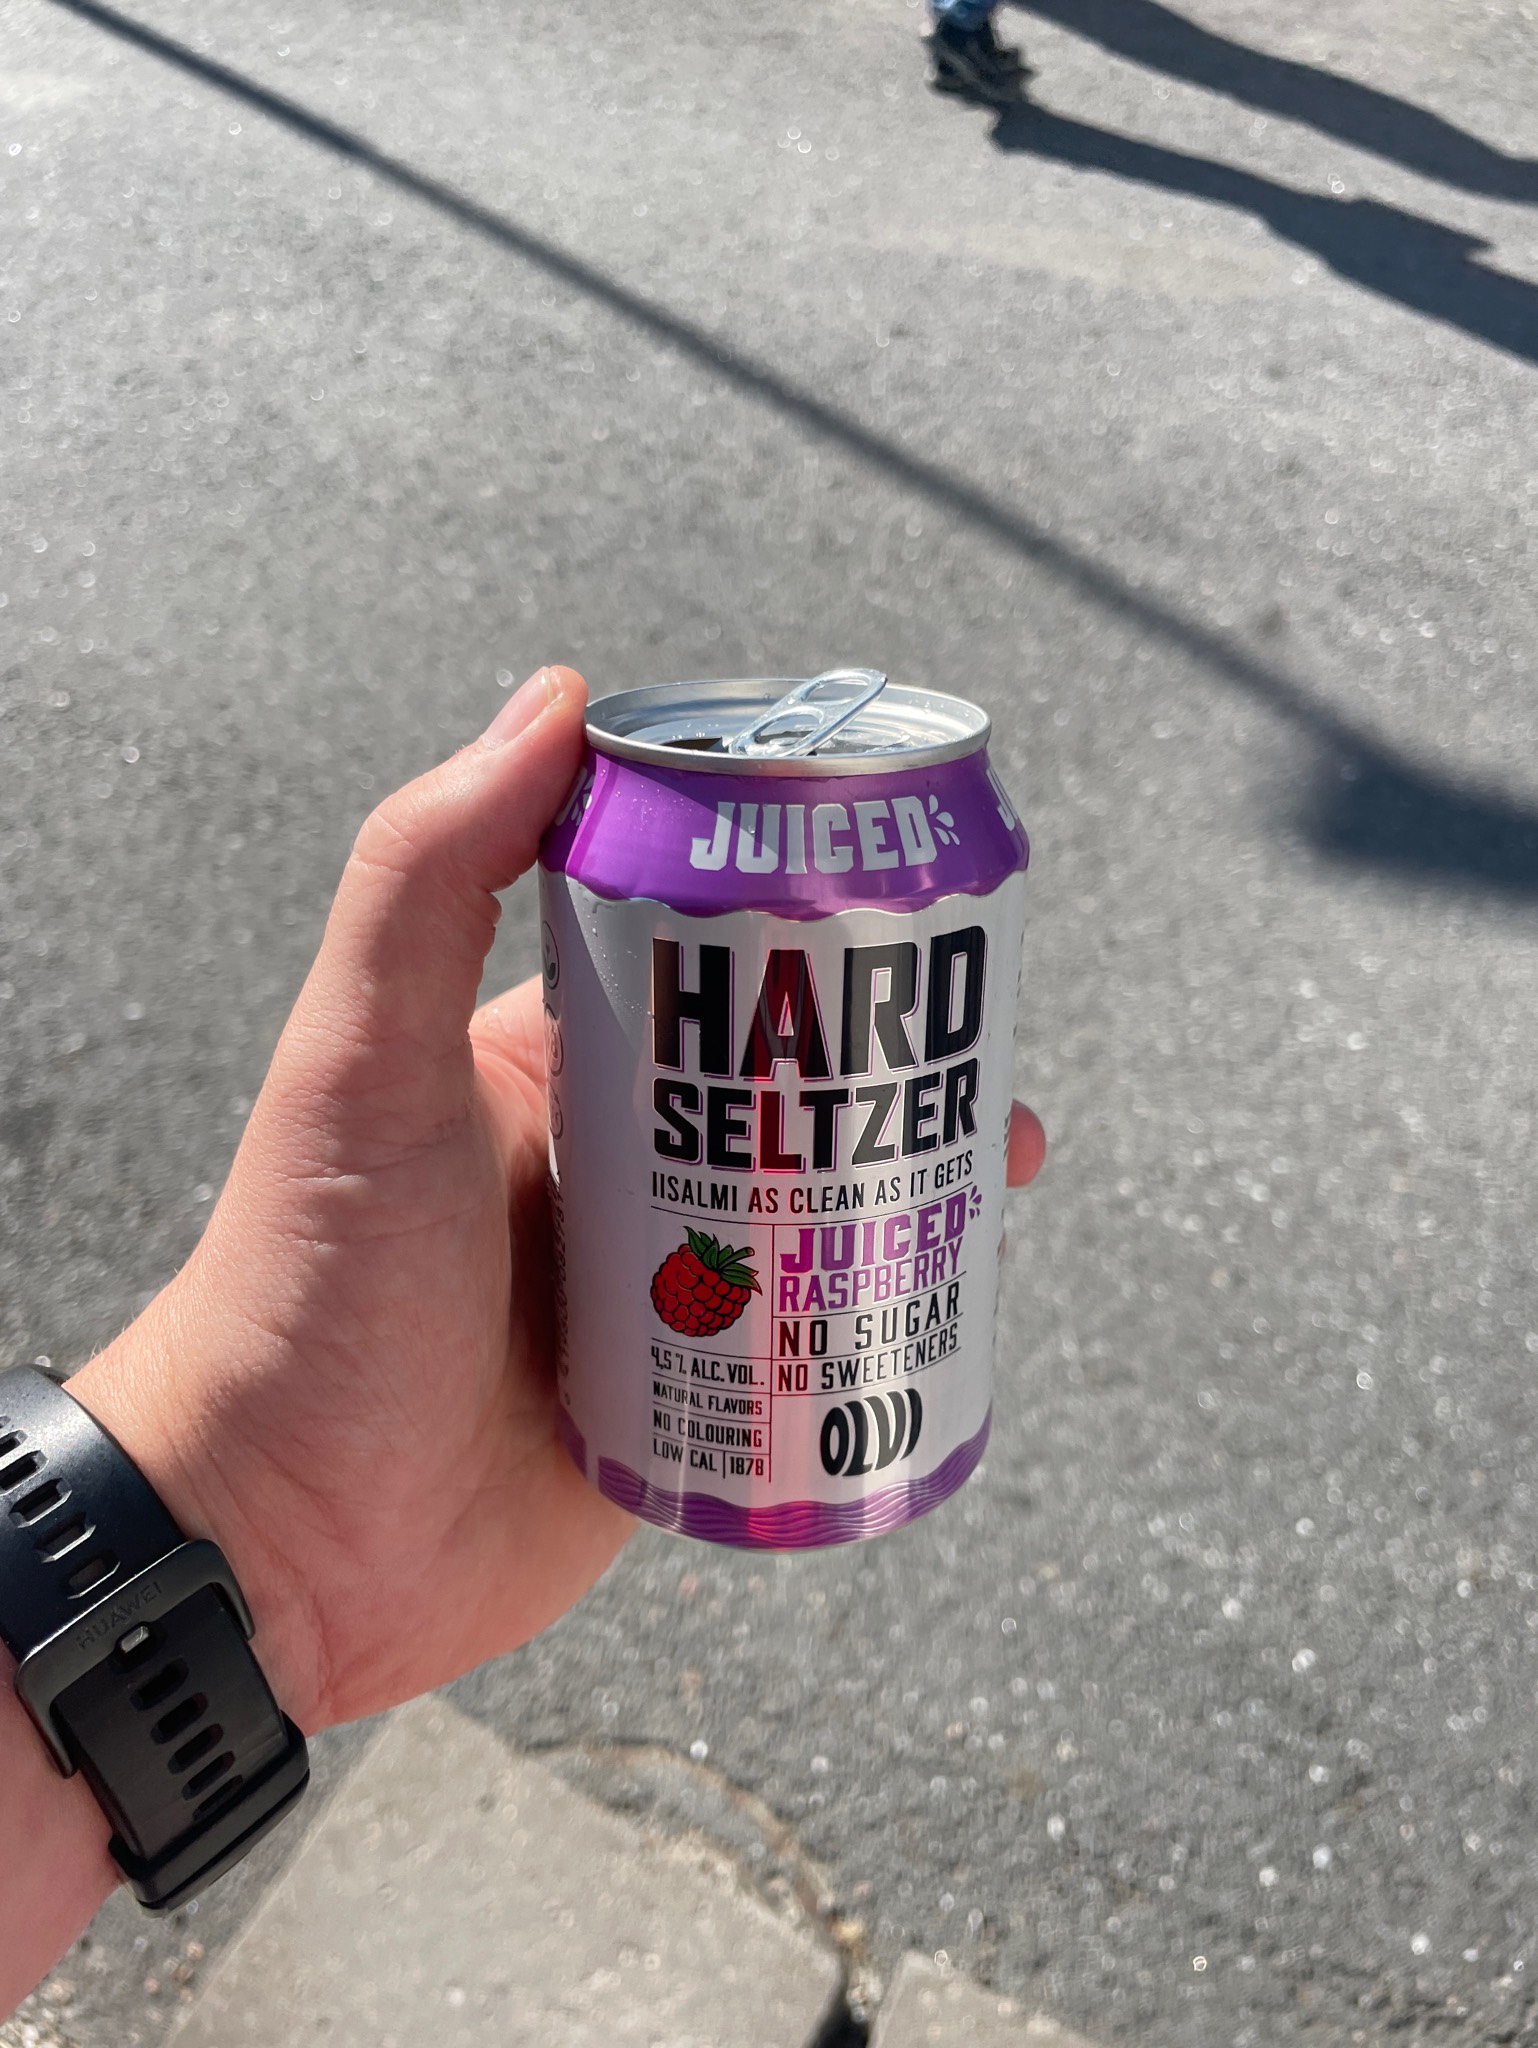 JUICED
HARD
SELTZER
IISALMI AS CLEAN AS IT GETS
JUICED
RASPBERRY
NO SUGAR
NO SWEETENERS
4,5 % ALC. VOL.
NATURAL FLAVORS
NO COLOURING
LOW CAL | 1878
OLVI
HUAWEI